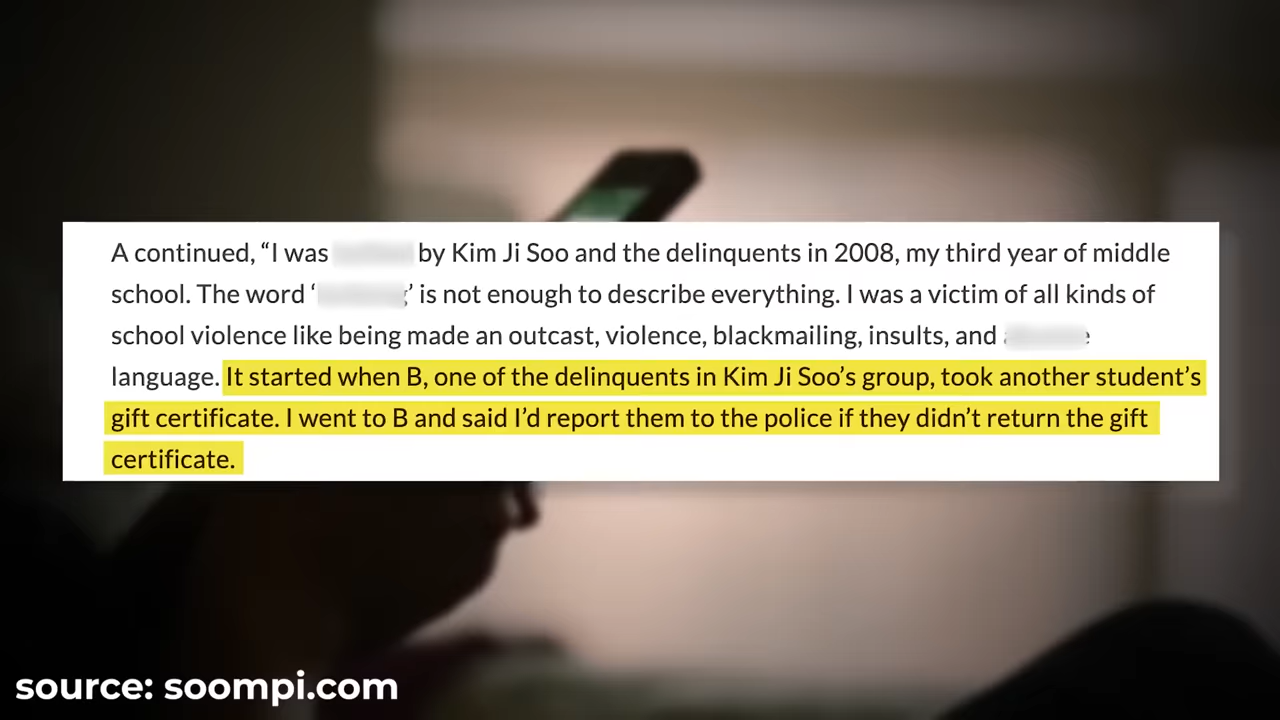 A continued, “I was by Kim Ji Soo and the delinquents in 2008, my third year of middle
school. The word ‘ ’ is not enough to describe everything. I was a victim of all kinds of
school violence like being made an outcast, violence, blackmailing, insults, and
language. It started when B, one of the delinquents in Kim Ji Soo’s group, took another student’s
gift certificate. I went to B and said I’d report them to the police if they didn’t return the gift
certificate.
source: soompi.com